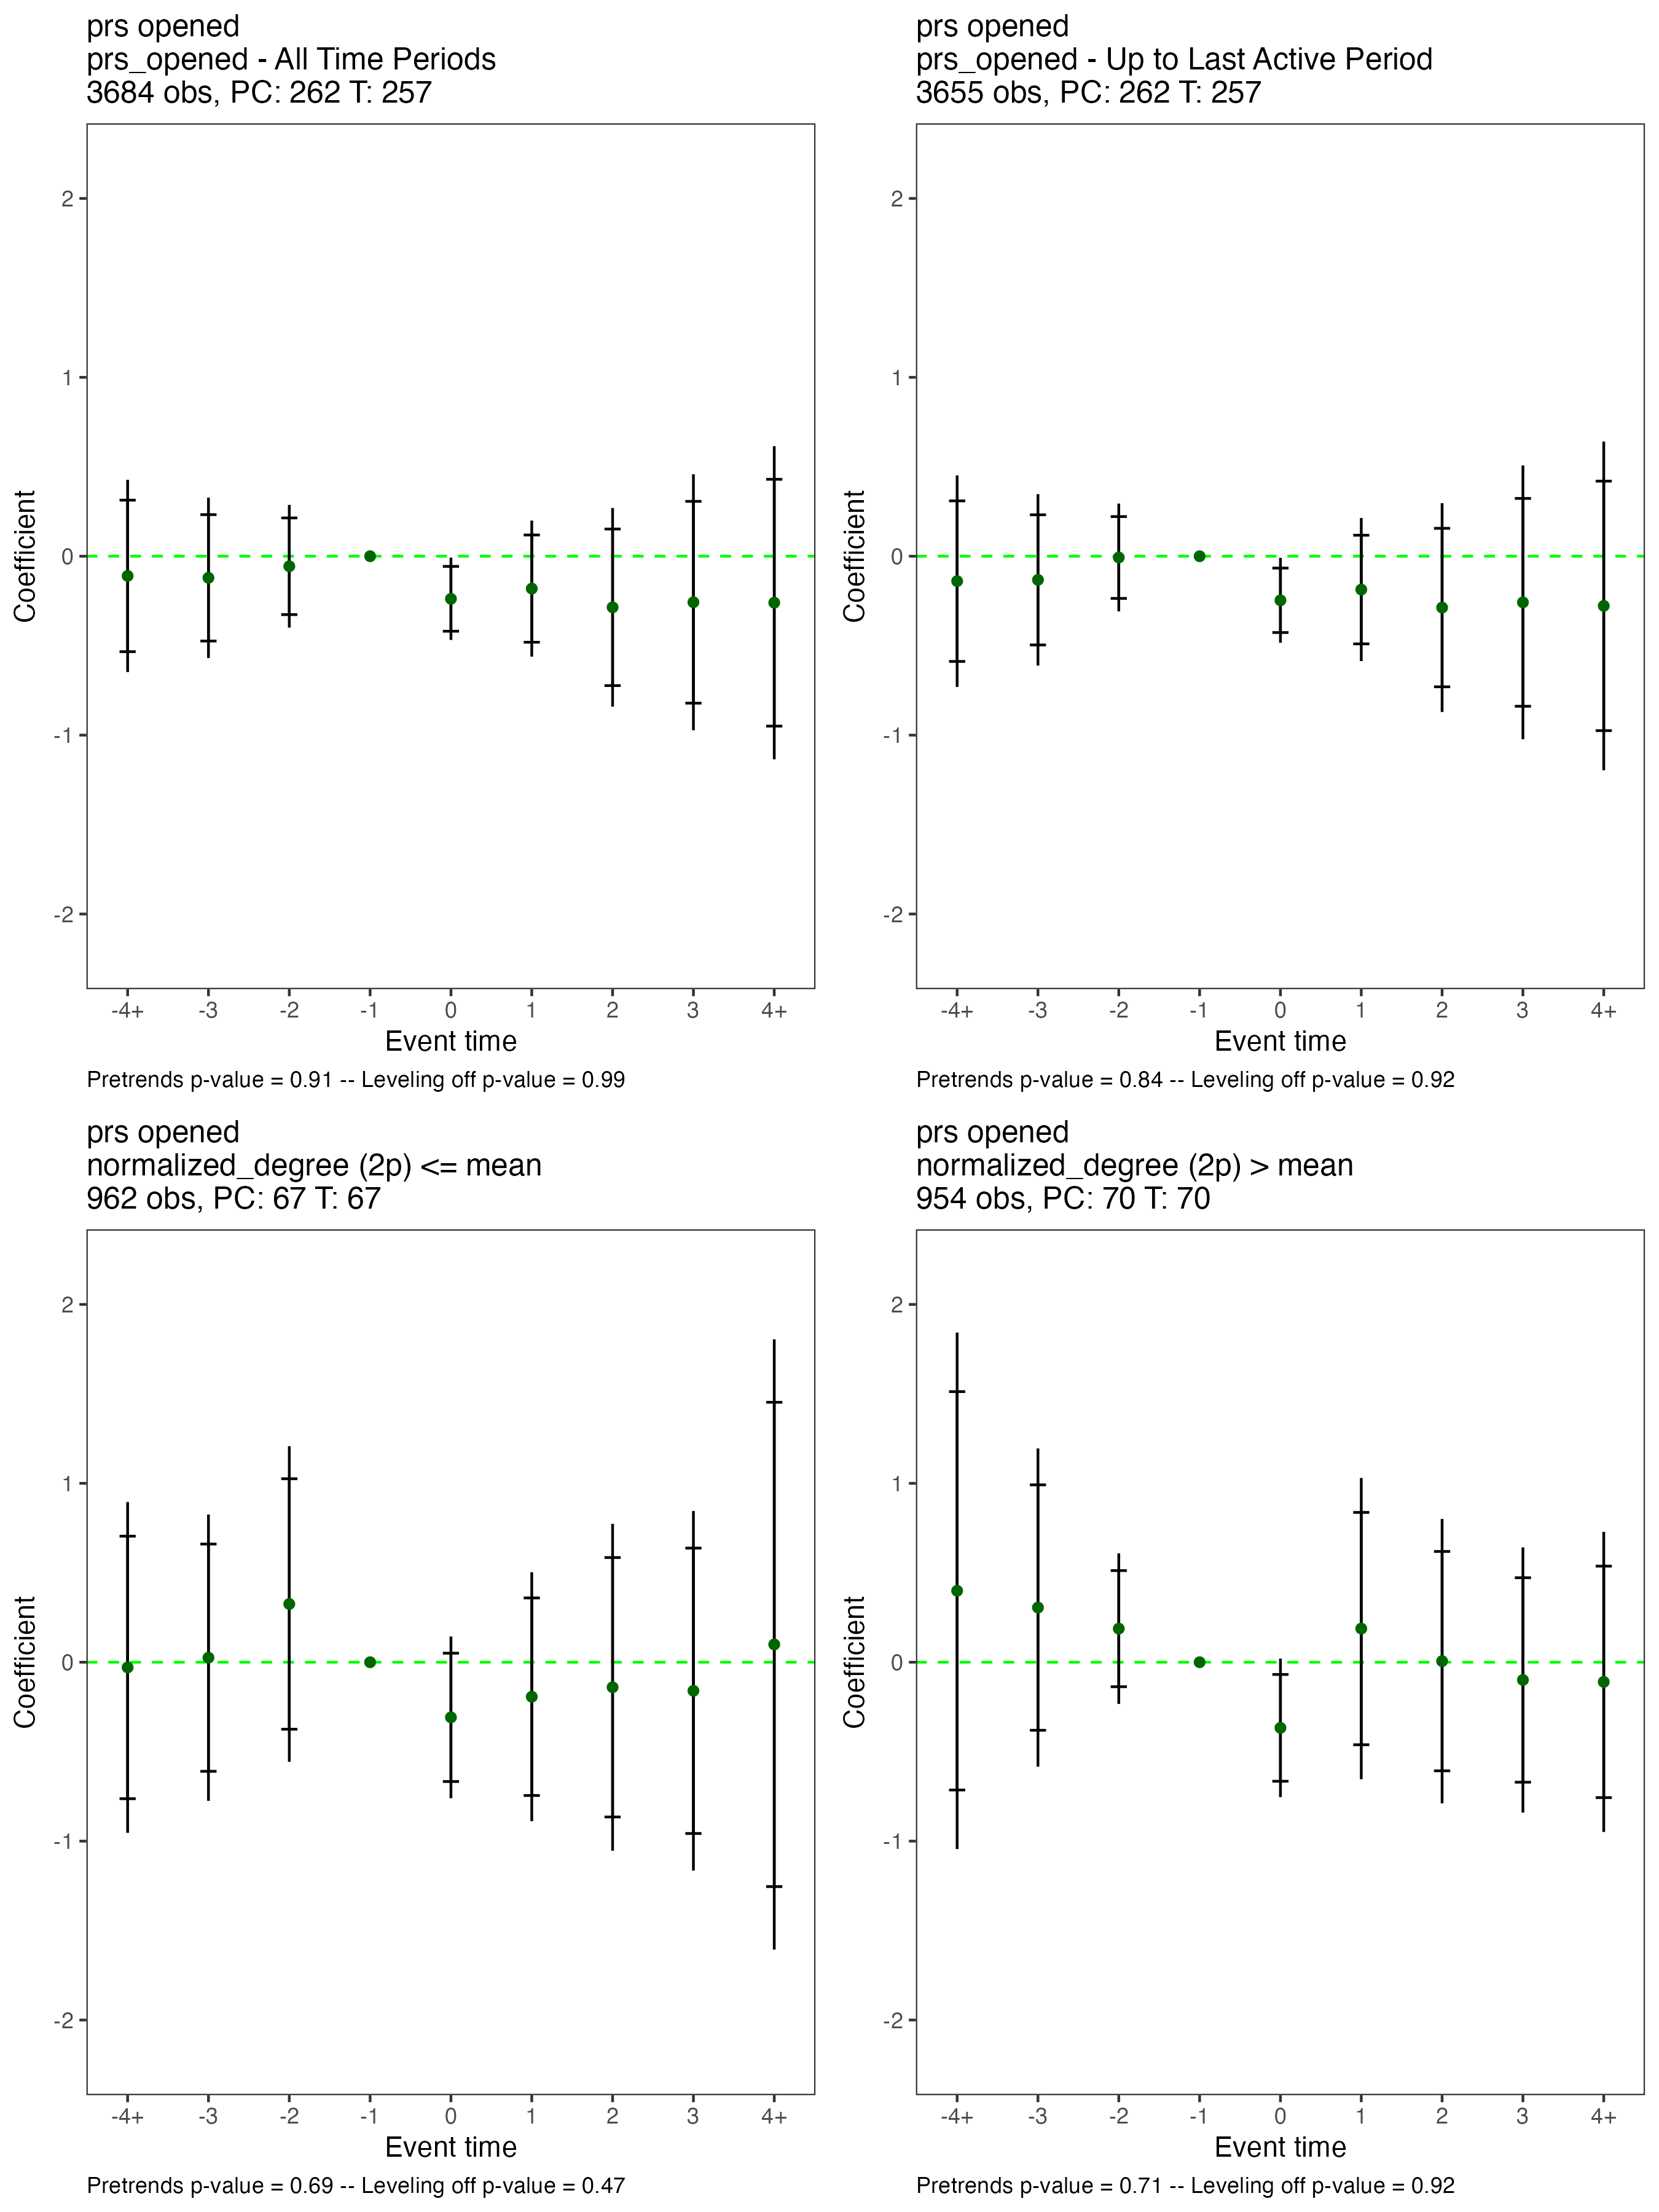 prs opened
prs_opened - All Time Periods
3684 obs, PC: 262 T: 257
Coefficient
2
1
0
-1
-2
-4+ -3 -2 -1 0 1 2 3 4+
Event time
Pretrends p-value = 0.91 -- Leveling off p-value = 0.99
prs opened
prs_opened - Up to Last Active Period
3655 obs, PC: 262 T: 257
Coefficient
2
1
0
-1
-2
-4+ -3 -2 -1 0 1 2 3 4+
Event time
Pretrends p-value = 0.84 -- Leveling off p-value = 0.92
prs opened
normalized_degree (2p) <= mean
962 obs, PC: 67 T: 67
Coefficient
2
1
0
-1
-2
-4+ -3 -2 -1 0 1 2 3 4+
Event time
Pretrends p-value = 0.69 -- Leveling off p-value = 0.47
prs opened
normalized_degree (2p) > mean
954 obs, PC: 70 T: 70
Coefficient
2
1
0
-1
-2
-4+ -3 -2 -1 0 1 2 3 4+
Event time
Pretrends p-value = 0.71 -- Leveling off p-value = 0.92